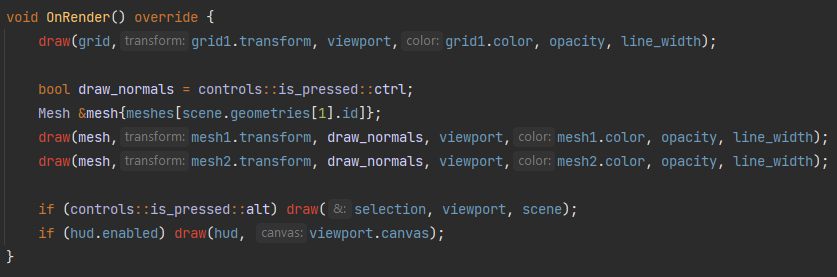 void OnRender() override {
    draw(grid, transform: grid1.transform, viewport, color: grid1.color, opacity, line_width);

    bool draw_normals = controls::is_pressed::ctrl;
    Mesh &mesh{meshes[scene.geometries[1].id]};
    draw(mesh, transform: mesh1.transform, draw_normals, viewport, color: mesh1.color, opacity, line_width);
    draw(mesh, transform: mesh2.transform, draw_normals, viewport, color: mesh2.color, opacity, line_width);

    if (controls::is_pressed::alt) draw( &: selection, viewport, scene);
    if (hud.enabled) draw(hud, canvas: viewport.canvas);
}